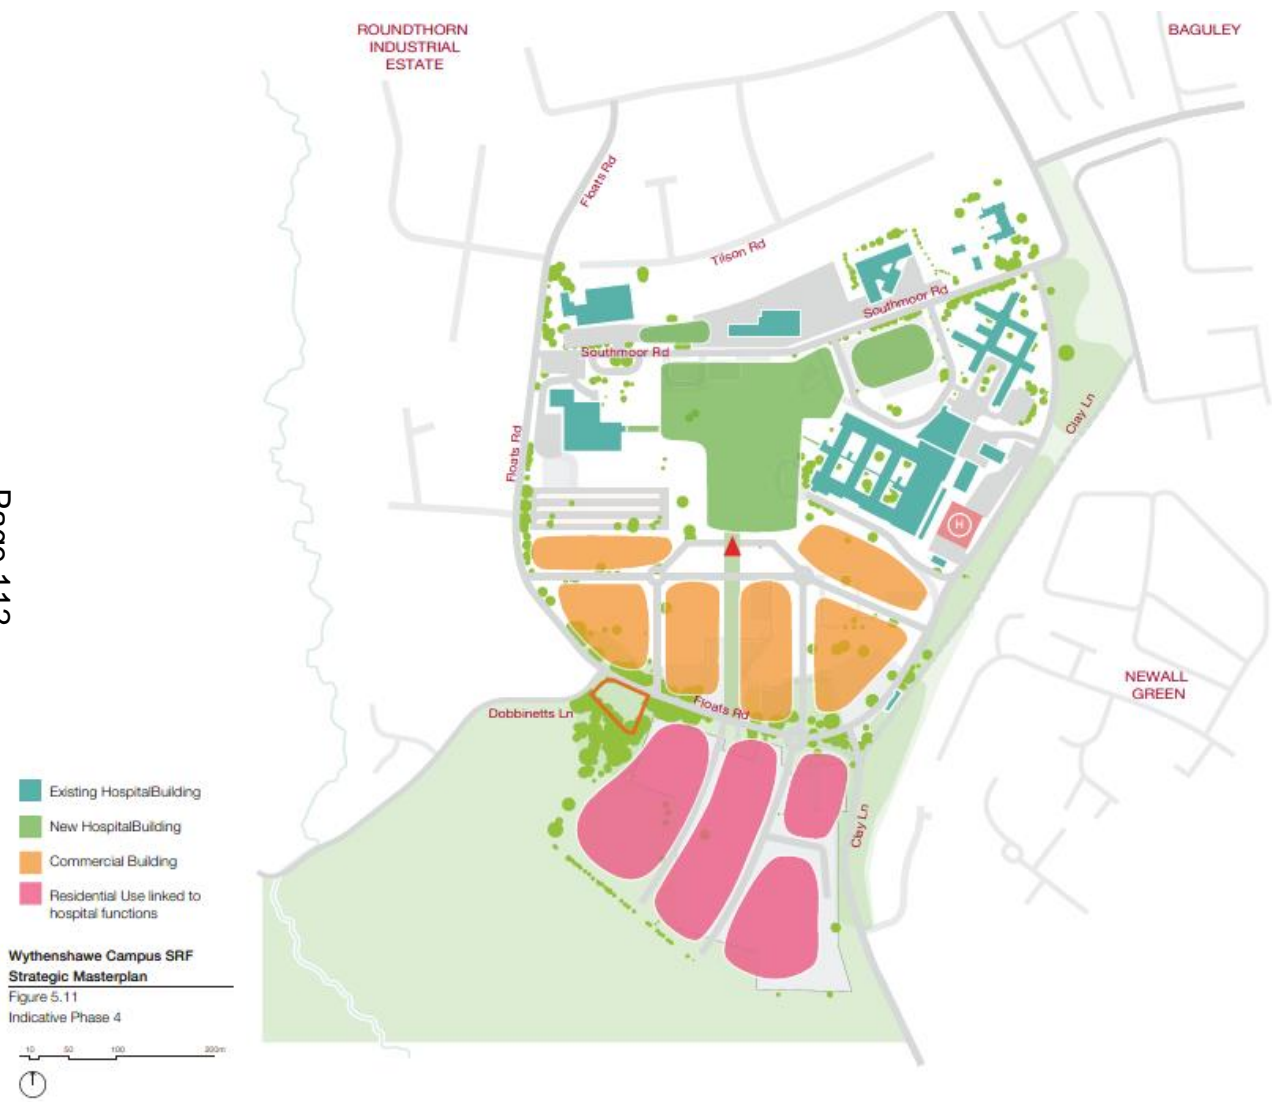 ROUNDTHORN
INDUSTRIAL
ESTATE
BAGULEY
Floats Rd
Tilson Rd
Southmoor Rd
Southmoor Rd
Clay Ln
Floats Rd
H
Page 112
NEWALL
GREEN
Dobbinetts Ln
Floats Rd
Clay Ln
Existing HospitalBuilding
New HospitalBuilding
Commercial Building
Residential Use linked to
hospital functions
Wythenshawe Campus SRF
Strategic Masterplan
Figure 5.11
Indicative Phase 4
10 50 100 200m